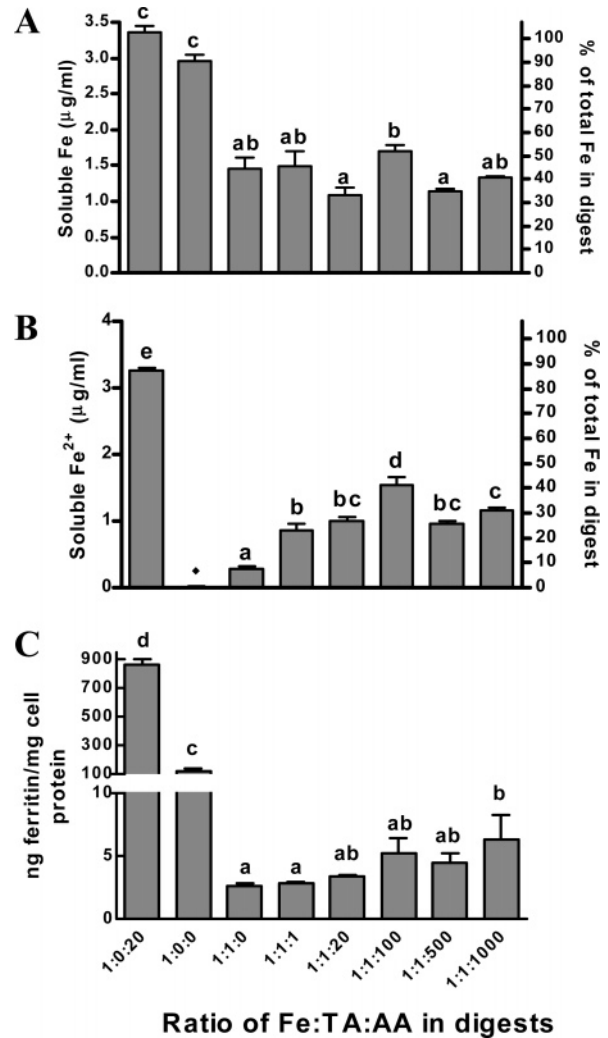 A
Soluble Fe (µg/ml)
3.5
3.0
2.5
2.0
1.5
1.0
0.5
0.0
c
c
ab
ab
a
b
a
ab
100
90
80
70
60
50
40
30
20
10
0
% of total Fe in digest
B
Soluble Fe2+ (µg/ml)
4
3
2
1
0
e
a
b
bc
d
bc
c
100
90
80
70
60
50
40
30
20
10
0
% of total Fe in digest
C
ng ferritin/mg cell
protein
900
700
500
300
100
10
5
0
d
c
a
a
ab
ab
ab
b
1:0:20
1:0:0
1:1:0
1:1:1
1:1:20
1:1:100
1:1:500
1:1:1000
Ratio of Fe:TA:AA in digests